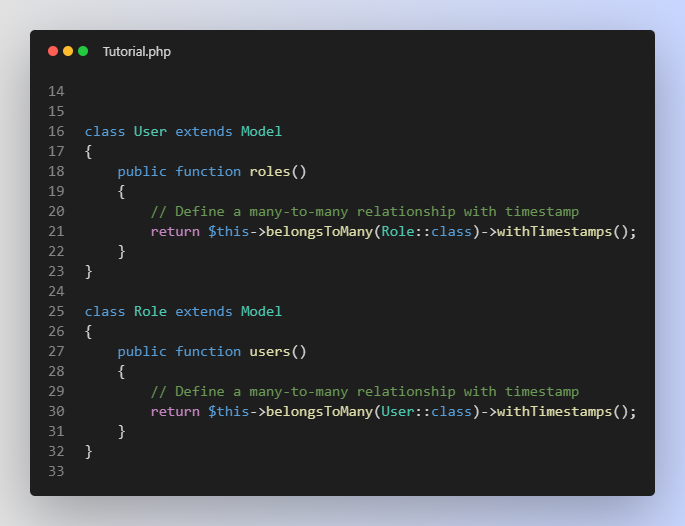 Tutorial.php
14
15
16 class User extends Model
17 {
18     public function roles()
19     {
20         // Define a many-to-many relationship with timestamp
21         return $this->belongsToMany(Role::class)->withTimestamps();
22     }
23 }
24
25 class Role extends Model
26 {
27     public function users()
28     {
29         // Define a many-to-many relationship with timestamp
30         return $this->belongsToMany(User::class)->withTimestamps();
31     }
32 }
33